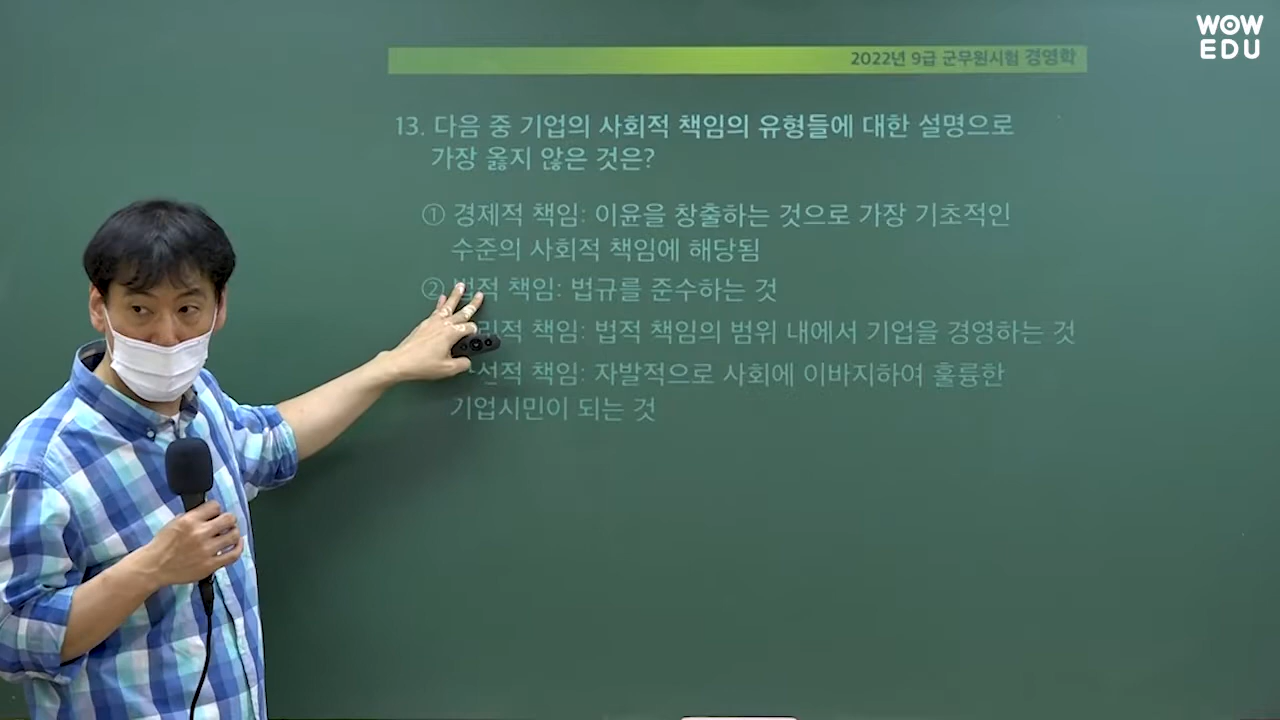 WOW
EDU
2022년 9급 군무원시험 경영학
13. 다음 중 기업의 사회적 책임의 유형들에 대한 설명으로
가장 옳지 않은 것은?
① 경제적 책임: 이윤을 창출하는 것으로 가장 기초적인
수준의 사회적 책임에 해당됨
② 법적 책임: 법규를 준수하는 것
책임: 법적 책임의 범위 내에서 기업을 경영하는 것
책임: 자발적으로 사회에 이바지하여 훌륭한
기업시민이 되는 것